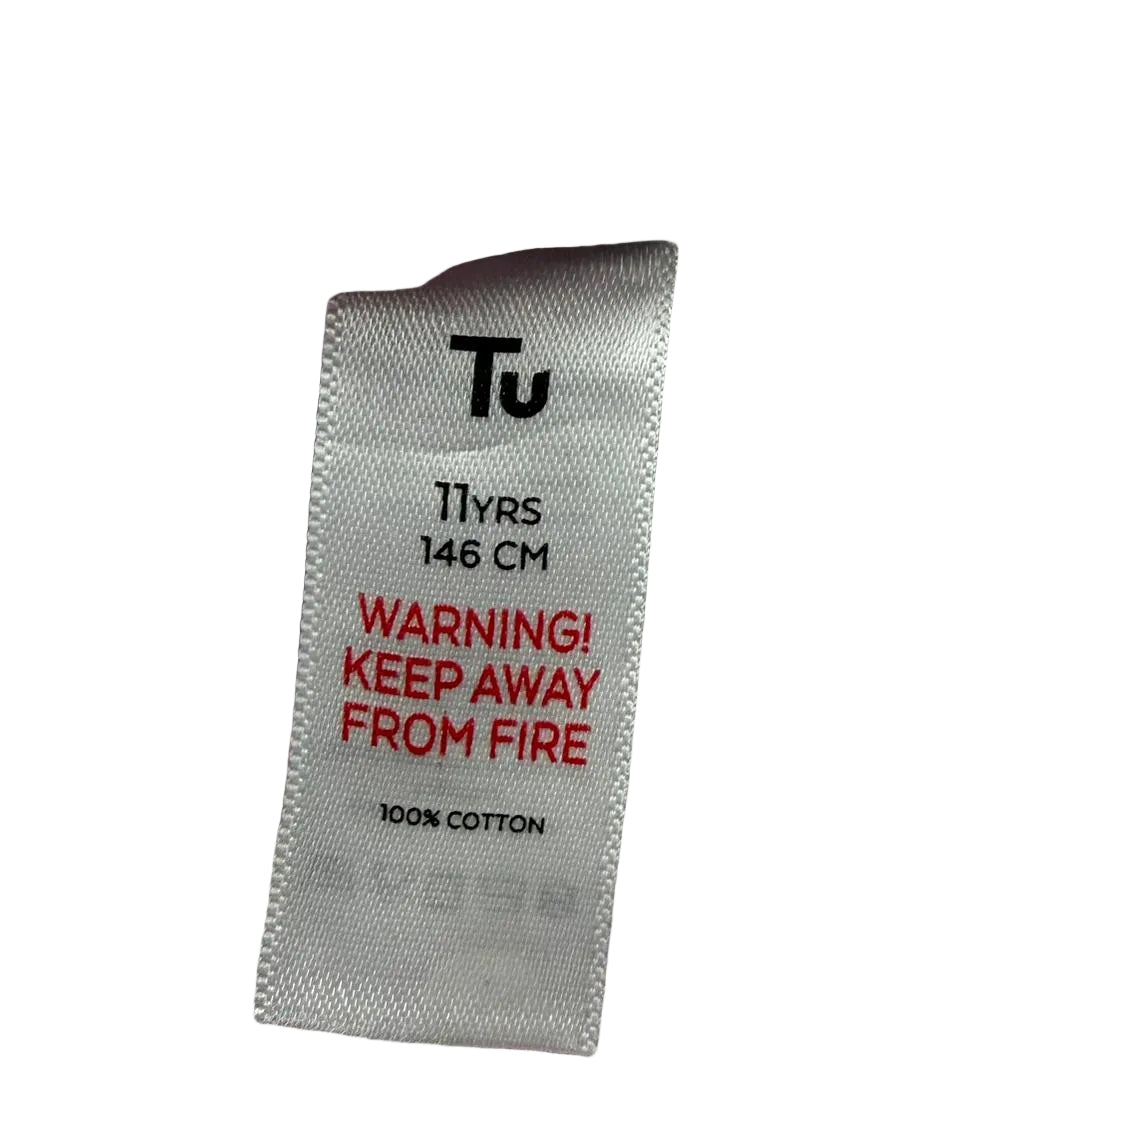 Tu
11YRS
146 CM
WARNING!
KEEP AWAY
FROM FIRE
100% COTTON